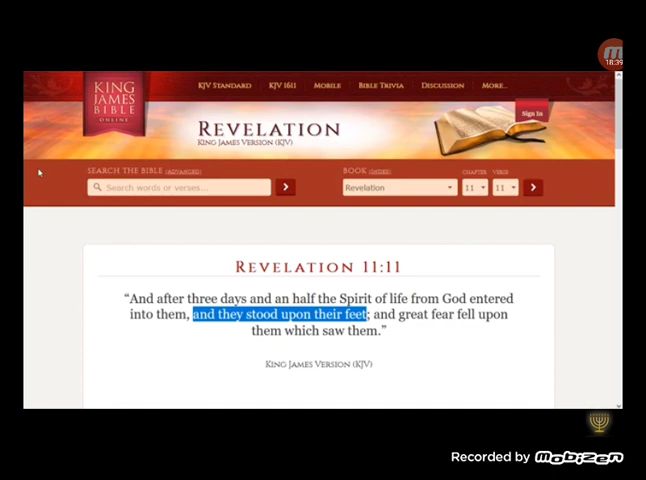 18:39
KING
JAMES
BIBLE
ONLINE
KJV STANDARD KJV 1611 MOBILE BIBLE TRIVIA DISCUSSION MORE...
Sign In
REVELATION
KING JAMES VERSION (KJV)
SEARCH THE BIBLE (ADVANCED) BOOK (INDEX) CHAPTER VERSE
Search words or verses... Revelation 11 11
REVELATION 11:11
“And after three days and an half the Spirit of life from God entered
into them, and they stood upon their feet; and great fear fell upon
them which saw them.”
KING JAMES VERSION (KJV)
Recorded by mobizen